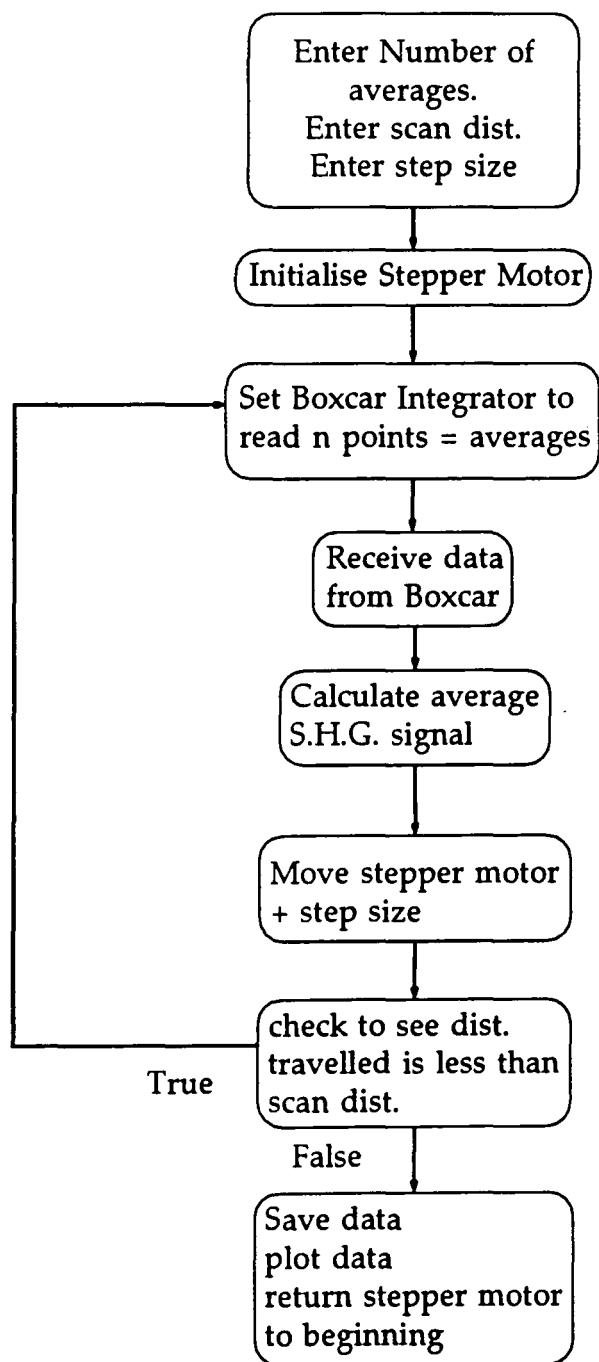 Enter Number of
averages.
Enter scan dist.
Enter step size
Initialise Stepper Motor
Set Boxcar Integrator to
read n points = averages
Receive data
from Boxcar
Calculate average
S.H.G. signal
Move stepper motor
+ step size
check to see dist.
travelled is less than
scan dist.
True
False
Save data
plot data
return stepper motor
to beginning